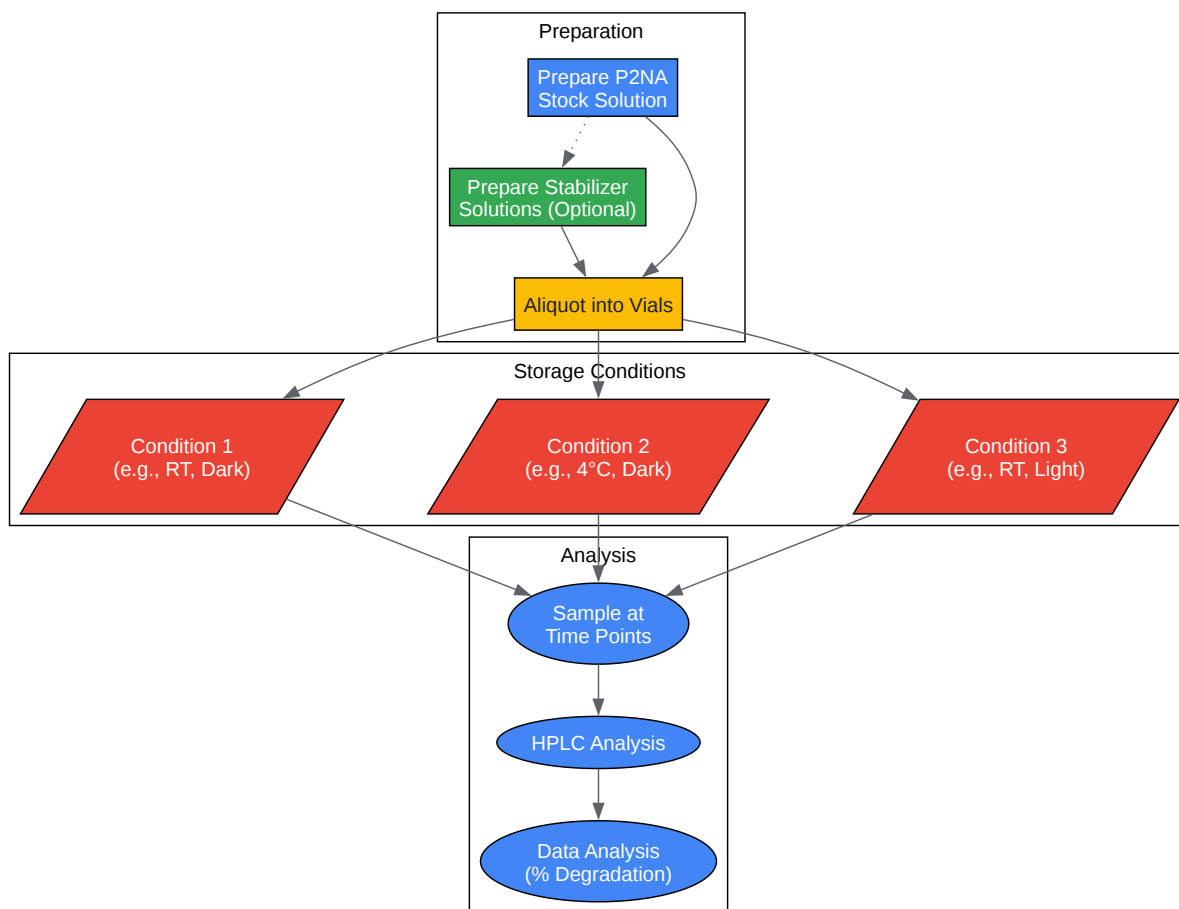 Preparation
Prepare P2NA
Stock Solution
Prepare Stabilizer
Solutions (Optional)
Aliquot into Vials
Storage Conditions
Condition 1
(e.g., RT, Dark)
Condition 2
(e.g., 4°C, Dark)
Condition 3
(e.g., RT, Light)
Analysis
Sample at
Time Points
HPLC Analysis
Data Analysis
(% Degradation)